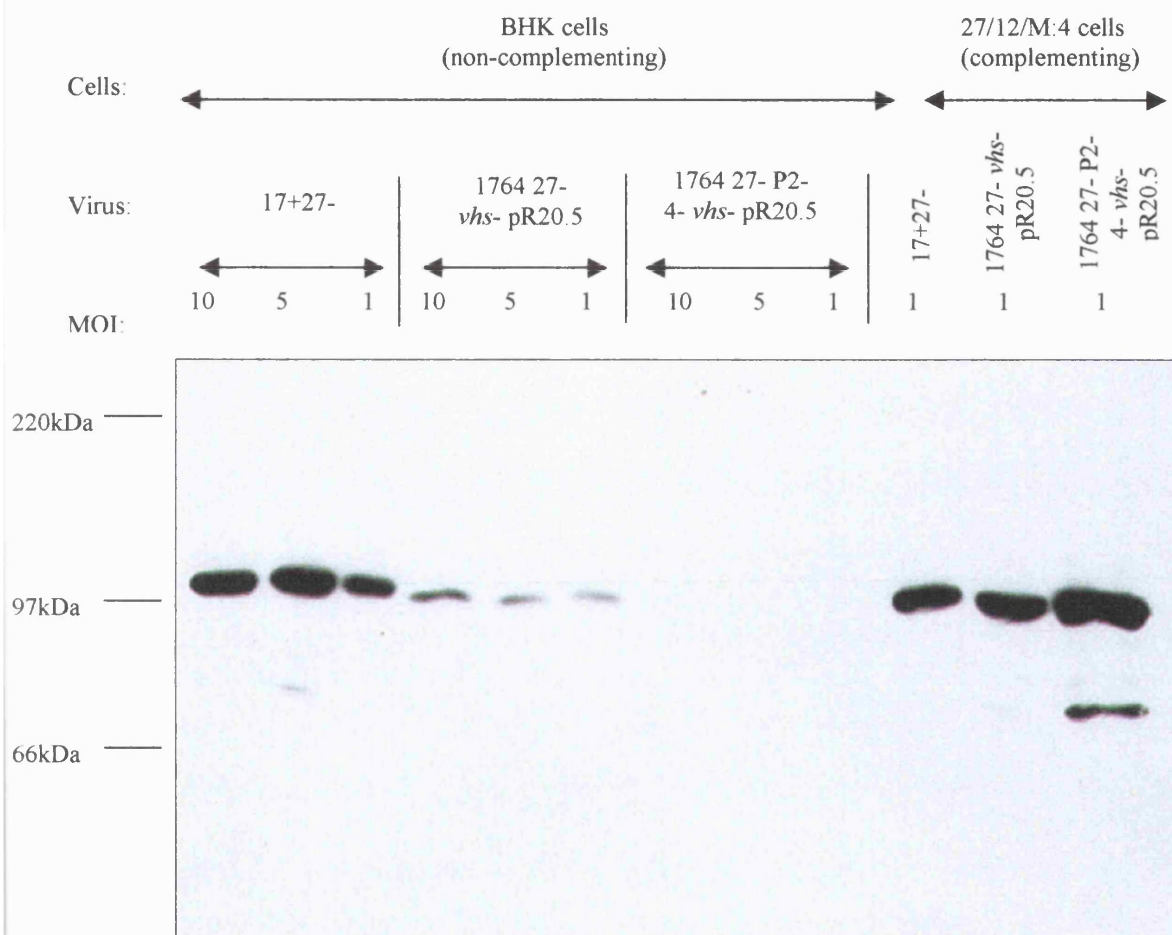 BHK cells
(non-complementing)
27/12/M:4 cells
(complementing)
Cells:
Virus:
17+27-
1764 27-
vhs- pR20.5
1764 27- P2-
4- vhs- pR20.5
17+27-
1764 27- vhs-
pR20.5
1764 27- P2-
4- vhs-
pR20.5
10 5 1 10 5 1 10 5 1 1 1 1
MOI:
220kDa
97kDa
66kDa